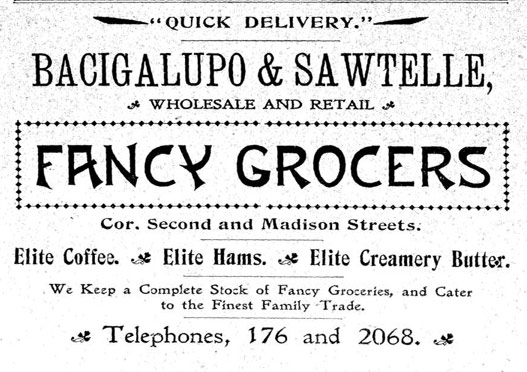 "QUICK DELIVERY."
BACIGALUPO & SAWTELLE,
WHOLESALE AND RETAIL
FANCY GROCERS
Cor. Second and Madison Streets.
Elite Coffee. Elite Hams. Elite Creamery Butter.
We Keep a Complete Stock of Fancy Groceries, and Cater
to the Finest Family Trade.
Telephones, 176 and 2068.